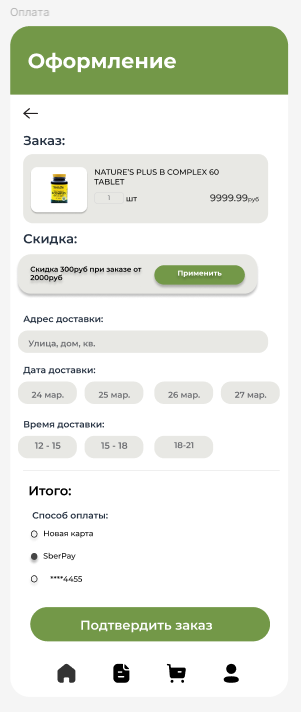 Оплата
Оформление
Заказ:
NATURE'S PLUS B COMPLEX 60
TABLET
1 шт 9999.99руб
Скидка:
Скидка 300руб при заказе от
2000руб
Применить
Адрес доставки:
Улица, дом, кв.
Дата доставки:
24 мар. 25 мар. 26 мар. 27 мар.
Время доставки:
12 - 15 15 - 18 18-21
Итого:
Способ оплаты:
Новая карта
SberPay
****4455
Подтвердить заказ